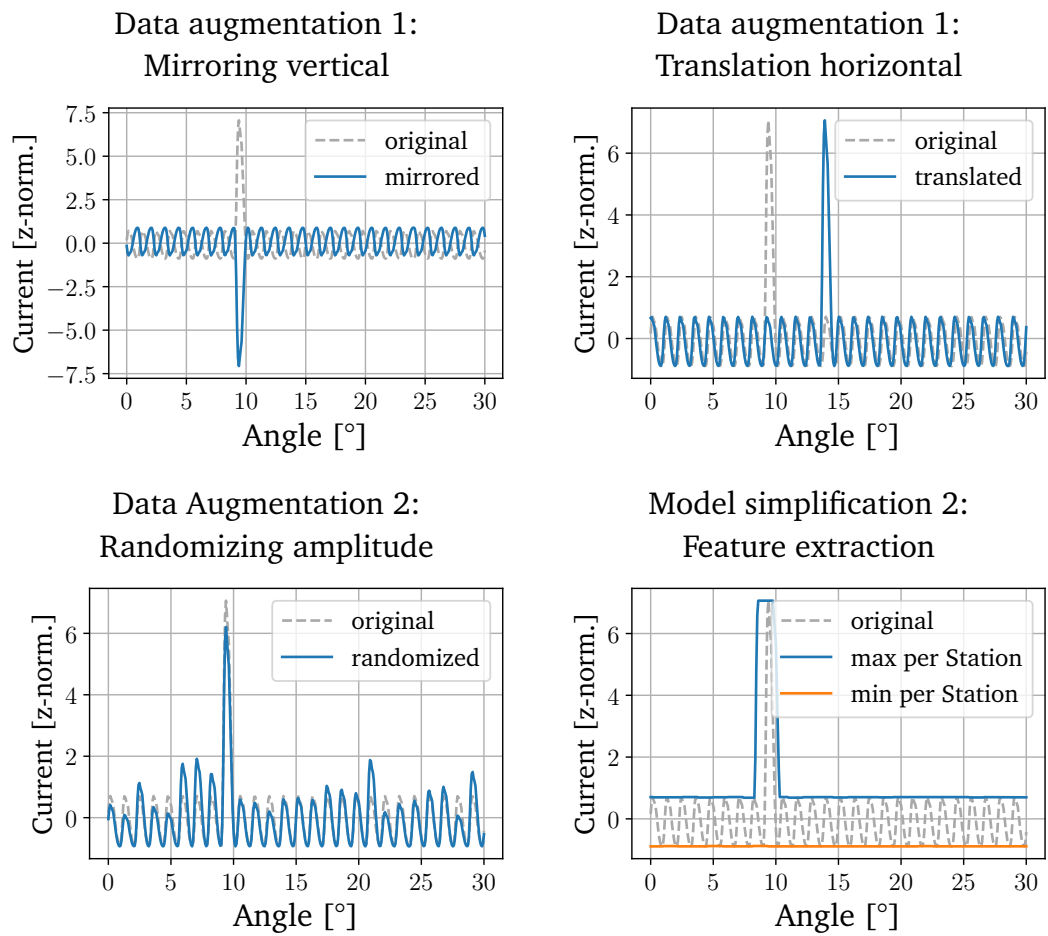 Data augmentation 1:
Mirroring vertical
7.5
5.0
2.5
0.0
−2.5
−5.0
−7.5
Current [z-norm.]
original
mirrored
0 5 10 15 20 25 30
Angle [°]
Data augmentation 1:
Translation horizontal
6
4
2
0
Current [z-norm.]
original
translated
0 5 10 15 20 25 30
Angle [°]
Data Augmentation 2:
Randomizing amplitude
6
4
2
0
Current [z-norm.]
original
randomized
0 5 10 15 20 25 30
Angle [°]
Model simplification 2:
Feature extraction
6
4
2
0
Current [z-norm.]
original
max per Station
min per Station
0 5 10 15 20 25 30
Angle [°]